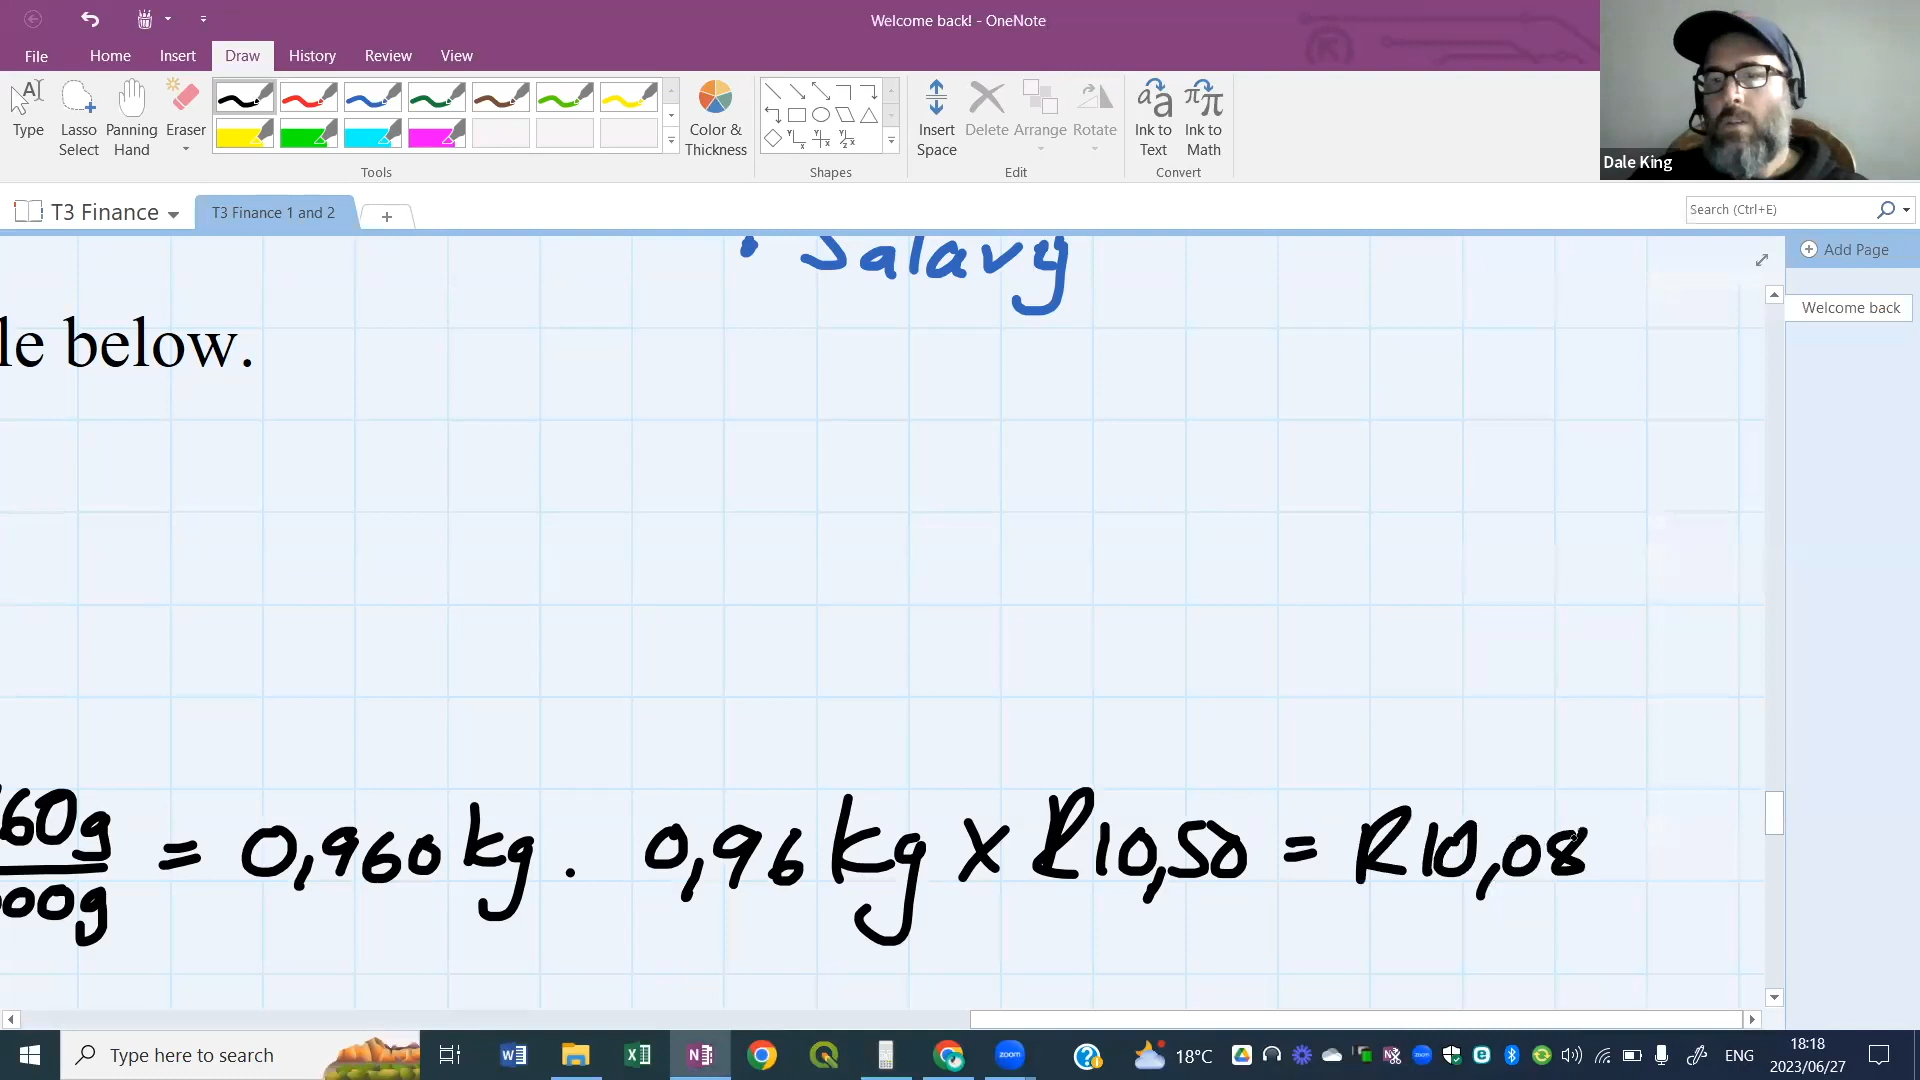 Welcome back! - OneNote
File Home Insert Draw History Review View
Type
Lasso Select
Panning Hand
Eraser
Color & Thickness
Insert Space
Delete
Arrange
Rotate
Ink to Text
Ink to Math
Tools
Shapes
Edit
Convert
Dale King
T3 Finance
T3 Finance 1 and 2
Search (Ctrl+E)
Add Page
Welcome back
• Salary
le below.
60g
00g
= 0,960 kg . 0,96 kg x R10,50 = R10,08
Type here to search
18°C
ENG
18:18
2023/06/27